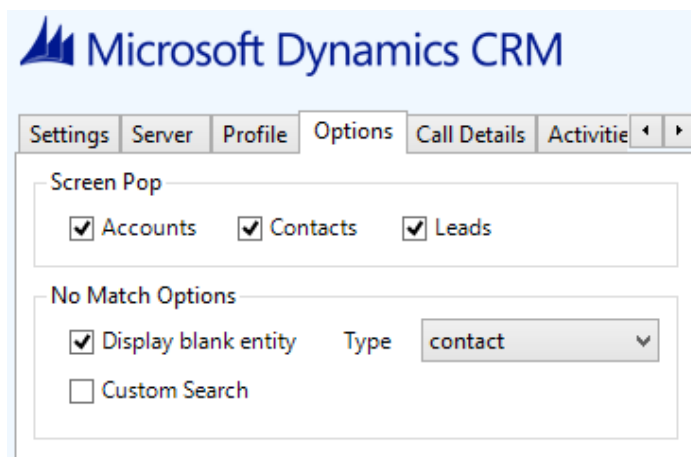 Microsoft Dynamics CRM
Settings Server Profile Options Call Details Activitie
Screen Pop
Accounts Contacts Leads
No Match Options
Display blank entity Type contact
Custom Search